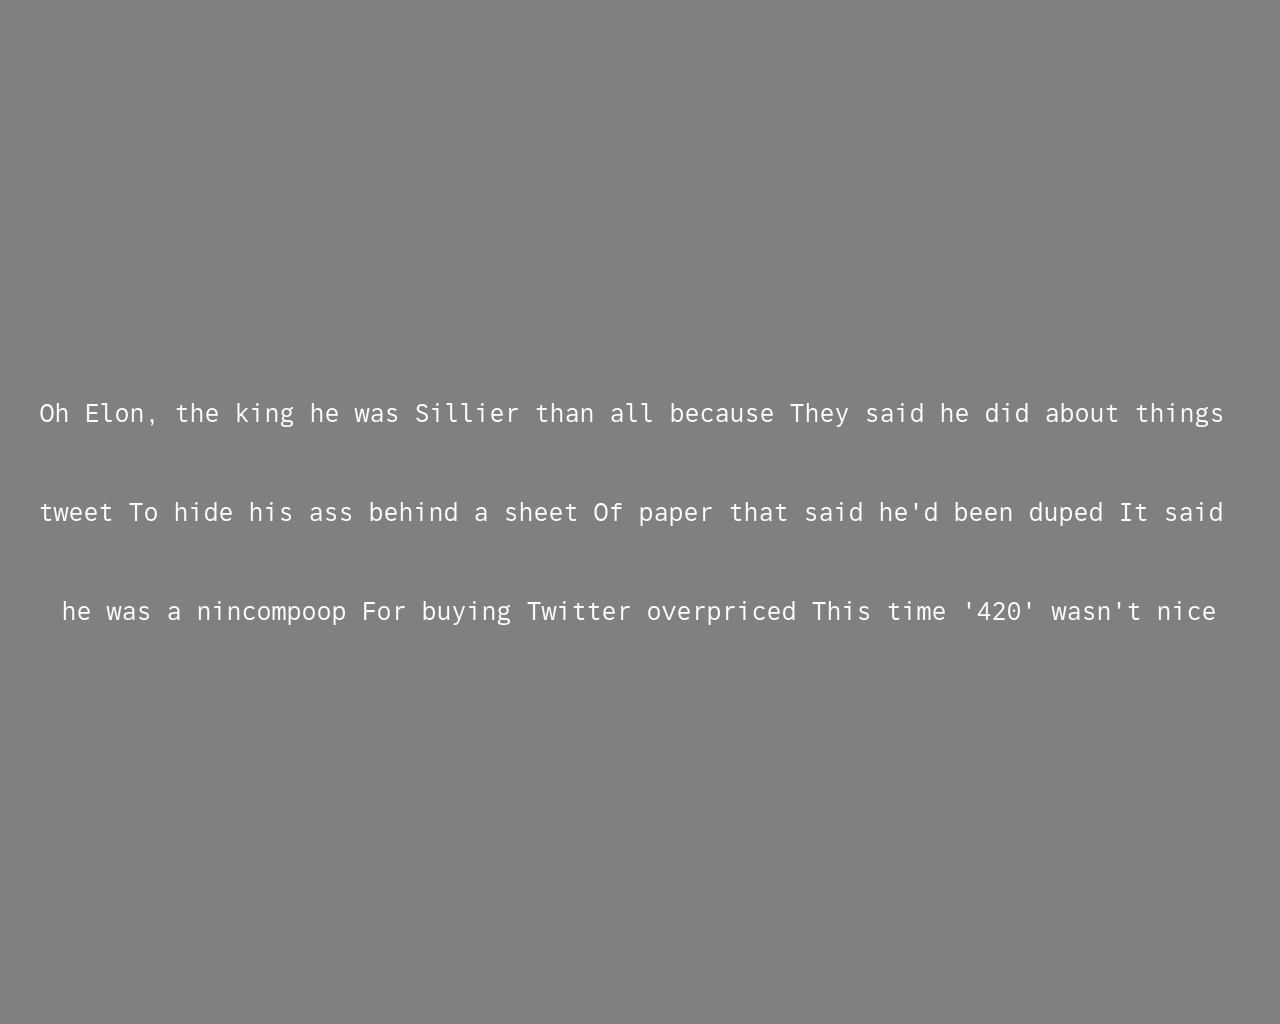 Oh Elon, the king he was Sillier than all because They said he did about things
tweet To hide his ass behind a sheet Of paper that said he'd been duped It said
he was a nincompoop For buying Twitter overpriced This time '420' wasn't nice